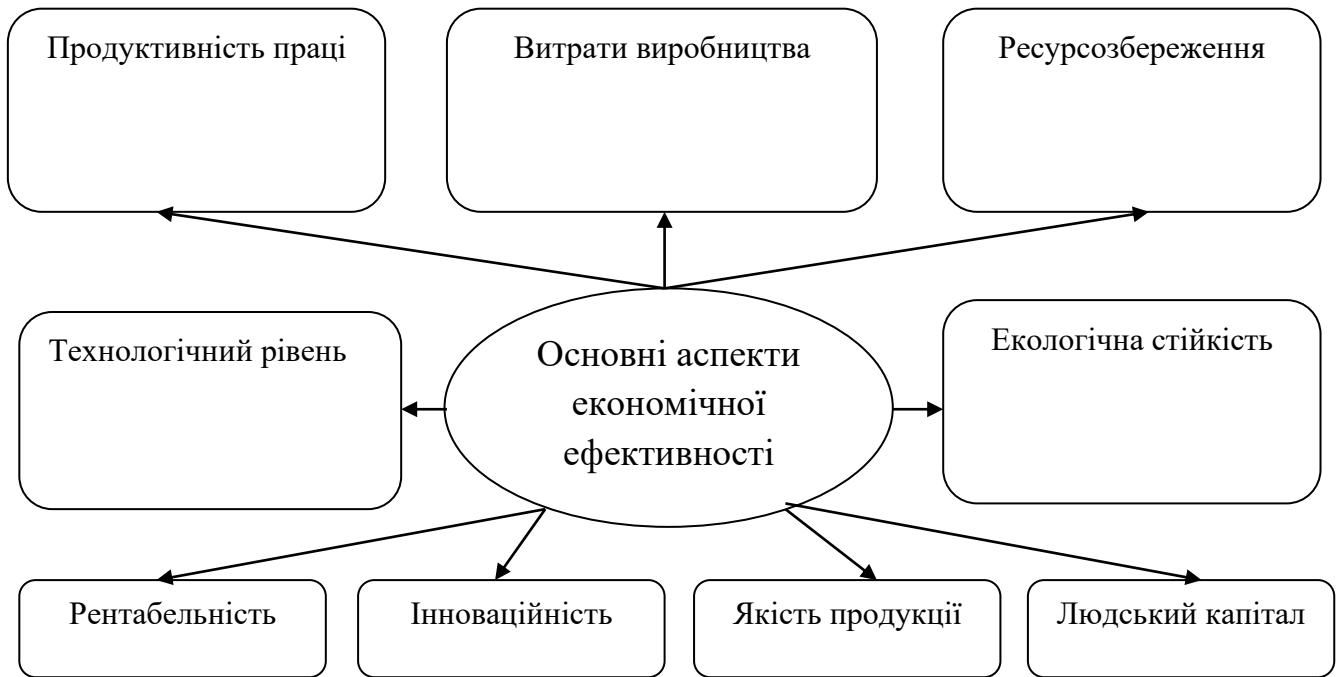 Продуктивність праці
Витрати виробництва
Ресурсозбереження
Технологічний рівень
Основні аспекти
економічної
ефективності
Екологічна стійкість
Рентабельність
Інноваційність
Якість продукції
Людський капітал